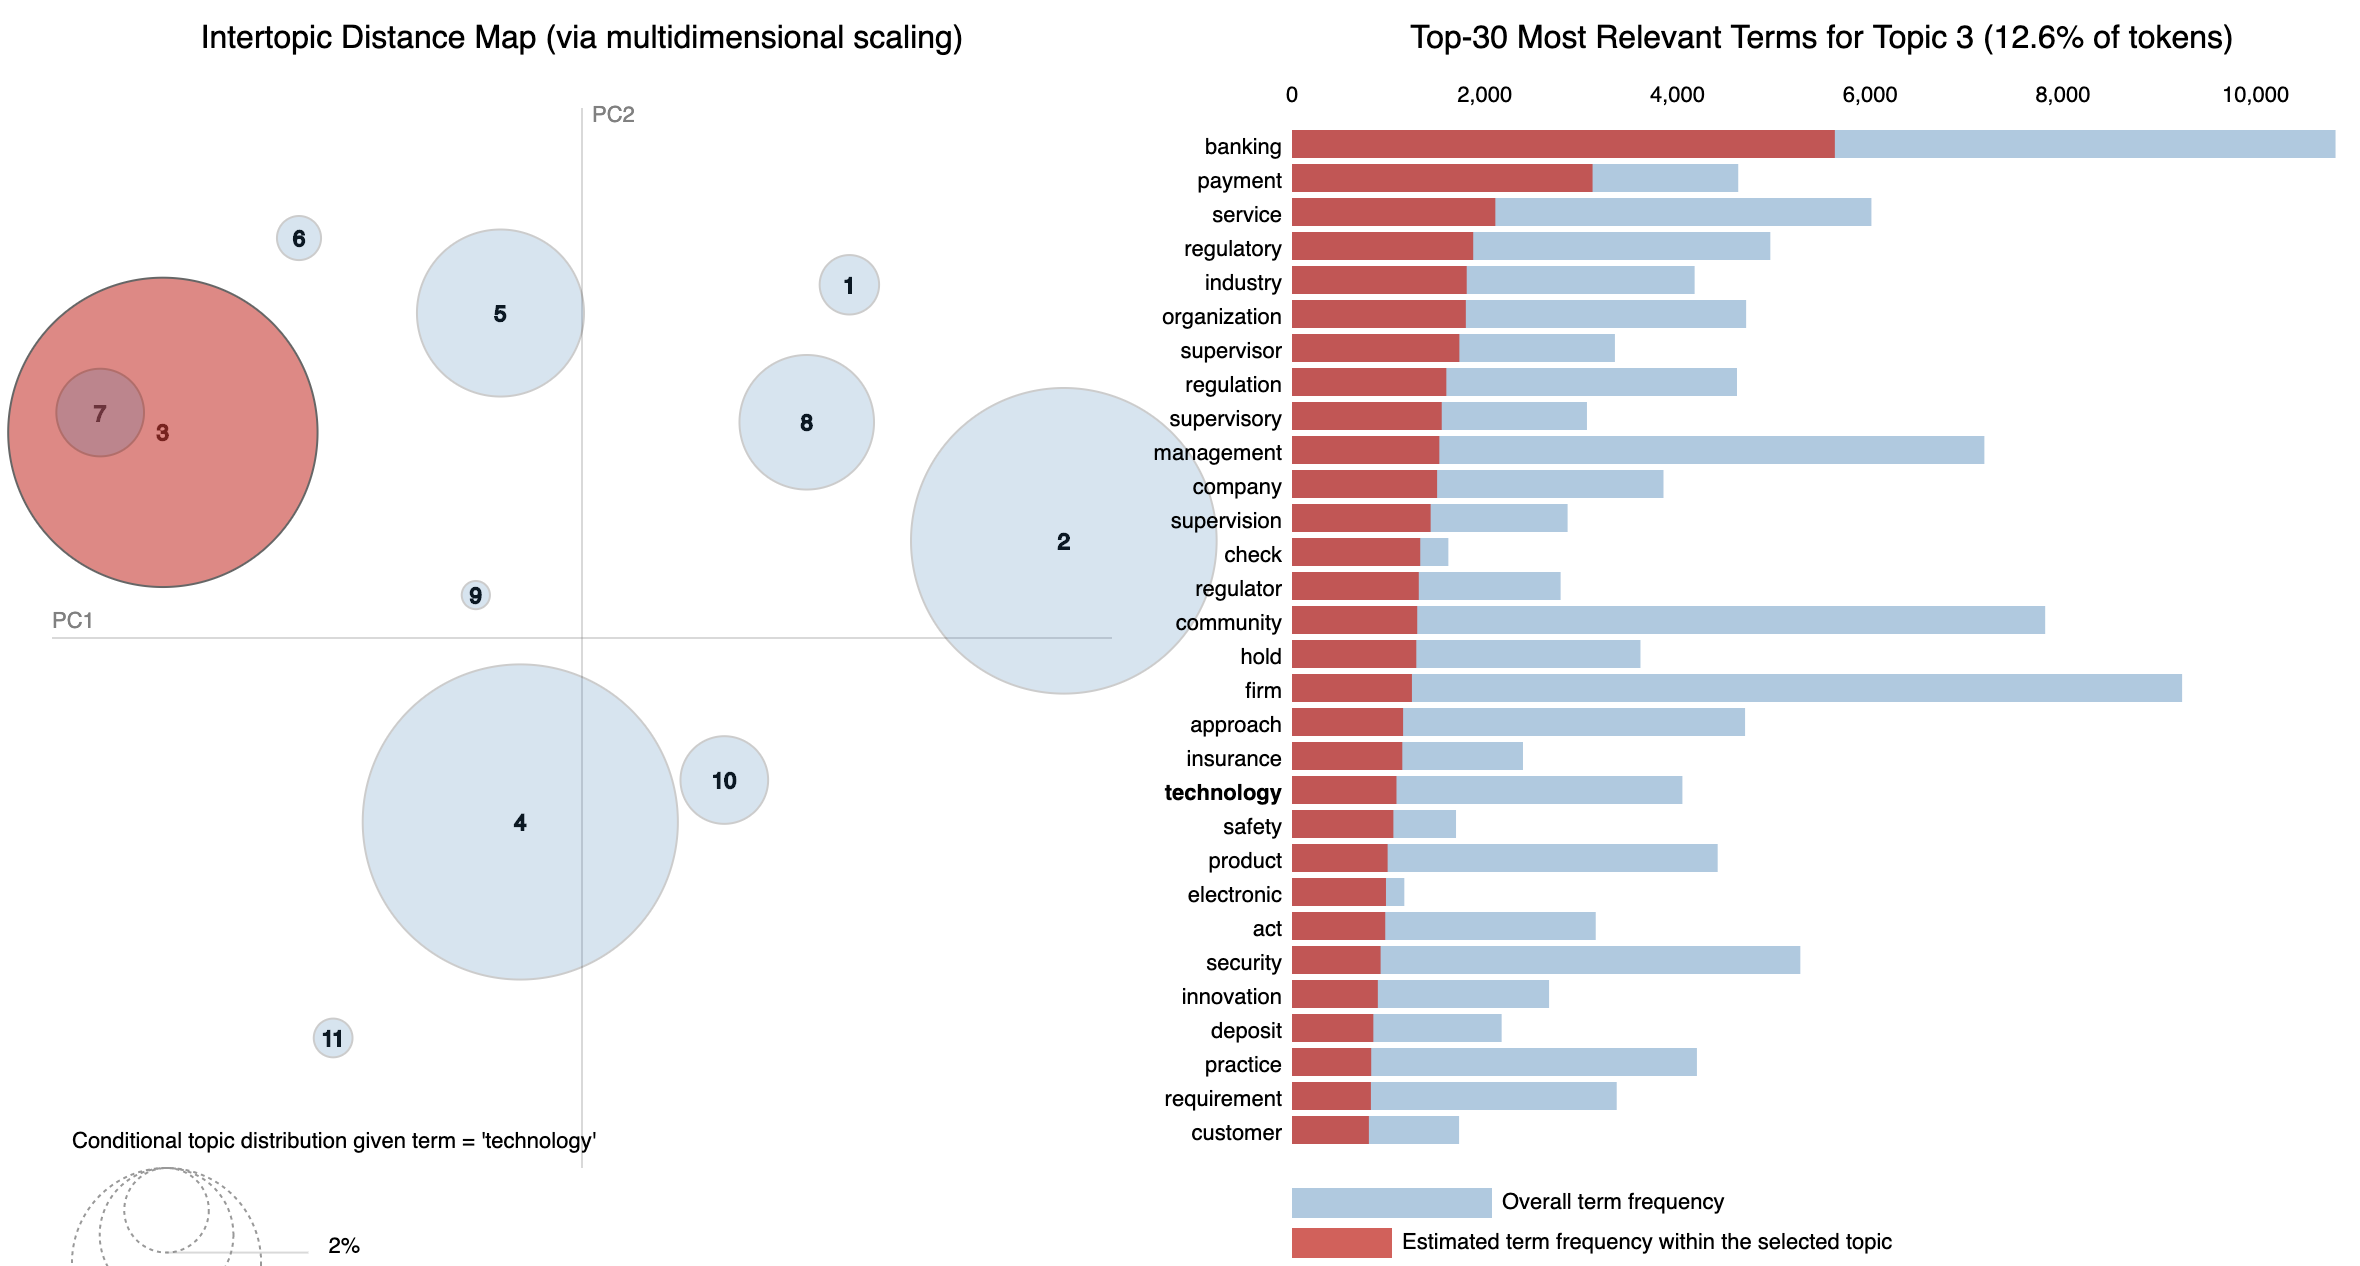 Intertopic Distance Map (via multidimensional scaling)
PC2
6
5
1
7
3
8
2
9
PC1
4
10
11
Conditional topic distribution given term = 'technology'
2%
Top-30 Most Relevant Terms for Topic 3 (12.6% of tokens)
0 2,000 4,000 6,000 8,000 10,000
banking
payment
service
regulatory
industry
organization
supervisor
regulation
supervisory
management
company
supervision
check
regulator
community
hold
firm
approach
insurance
technology
safety
product
electronic
act
security
innovation
deposit
practice
requirement
customer
Overall term frequency
Estimated term frequency within the selected topic